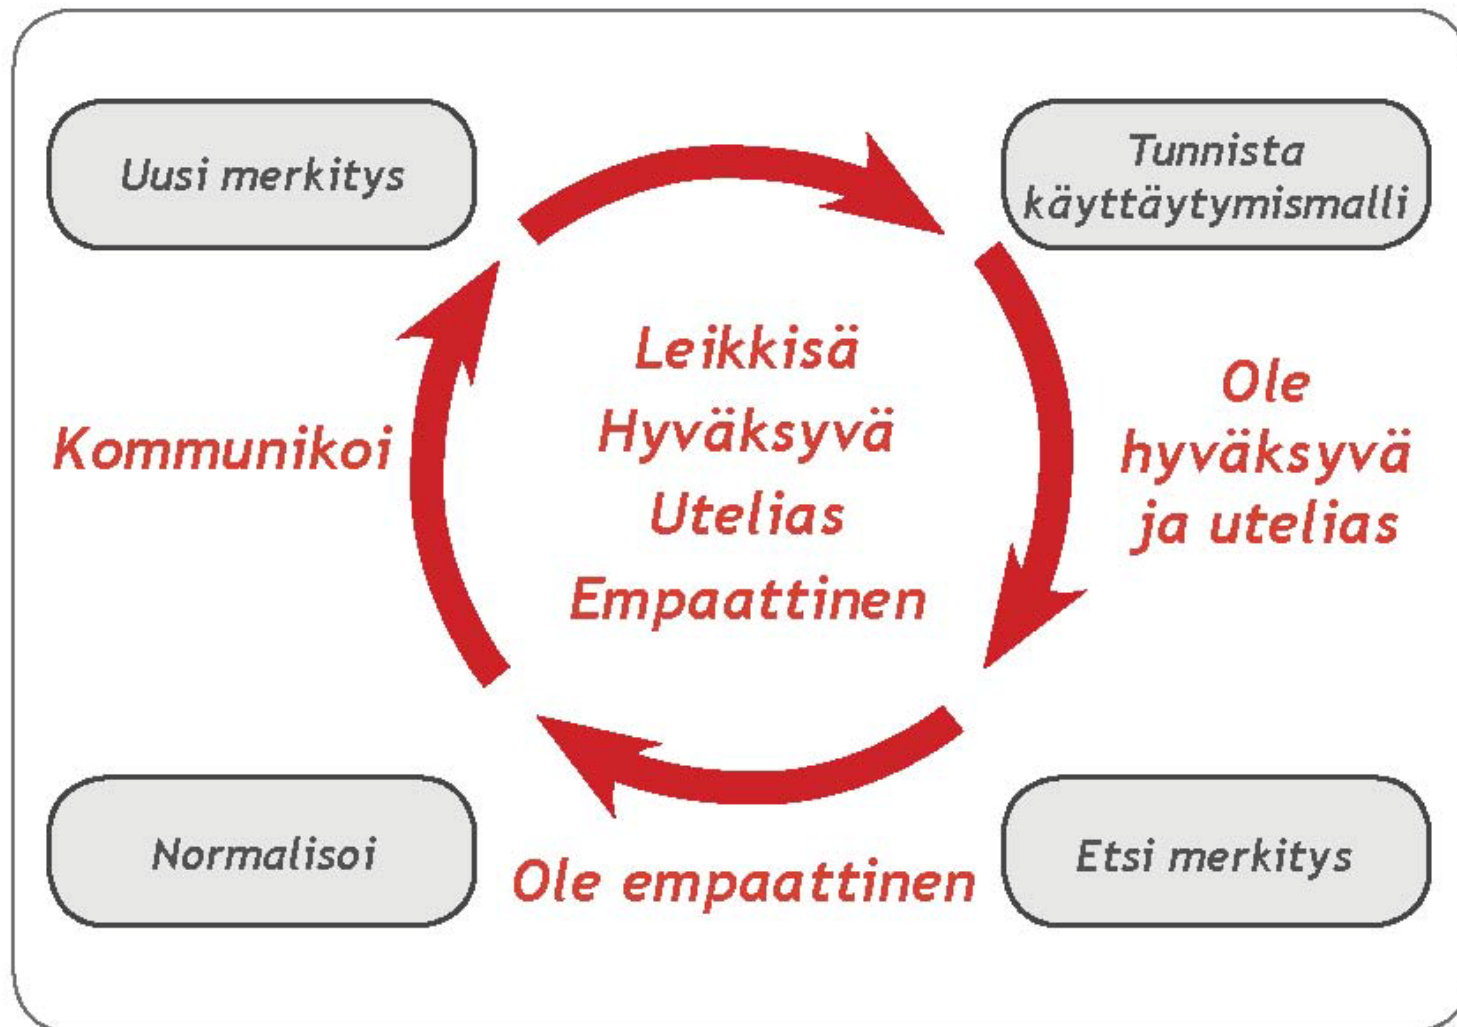 Uusi merkitys
Tunnista
käyttäytymismalli
Leikkisä
Hyväksyvä
Utelias
Empaattinen
Ole
hyväksyvä
ja utelias
Kommunikoi
Normalisoi
Ole empaattinen
Etsi merkitys